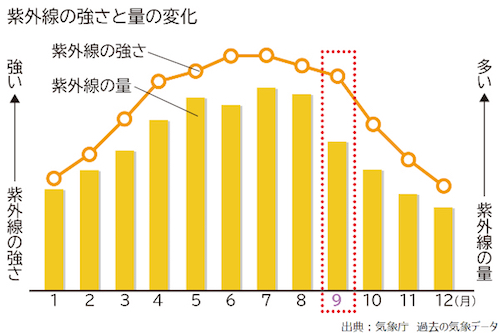 紫外線の強さと量の変化
強い
紫外線の強さ
紫外線の強さ
紫外線の量
多い
紫外線の量
1 2 3 4 5 6 7 8 9 10 11 12(月)
出典:気象庁 過去の気象データ